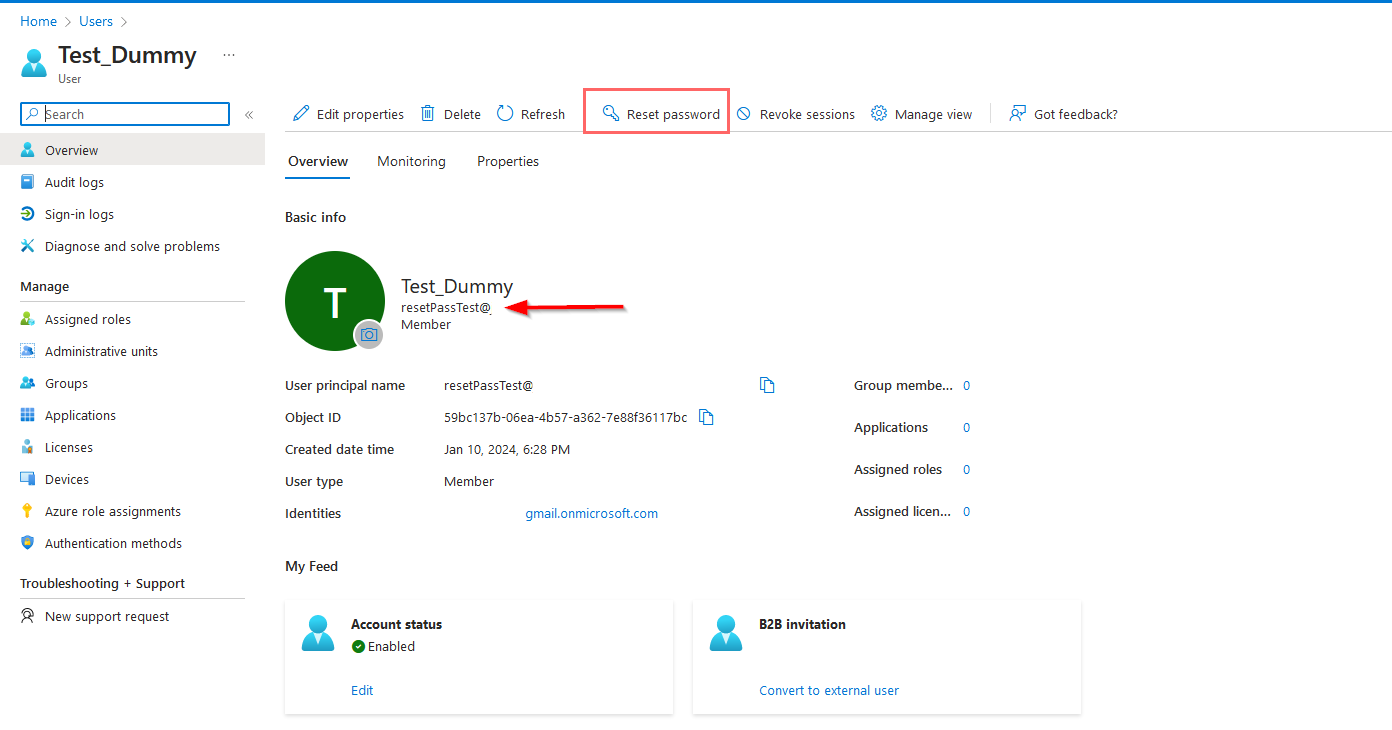 Home > Users >
Test_Dummy ...
User
Search «
Overview
Audit logs
Sign-in logs
Diagnose and solve problems
Manage
Assigned roles
Administrative units
Groups
Applications
Licenses
Devices
Azure role assignments
Authentication methods
Troubleshooting + Support
New support request
Edit properties Delete Refresh Reset password Revoke sessions Manage view Got feedback?
Overview Monitoring Properties
Basic info
T
Test_Dummy
resetPassTest@
Member
User principal name resetPassTest@
Object ID 59bc137b-06ea-4b57-a362-7e88f36117bc
Created date time Jan 10, 2024, 6:28 PM
User type Member
Identities gmail.onmicrosoft.com
Group membe... 0
Applications 0
Assigned roles 0
Assigned licen... 0
My Feed
Account status
Enabled
Edit
B2B invitation
Convert to external user